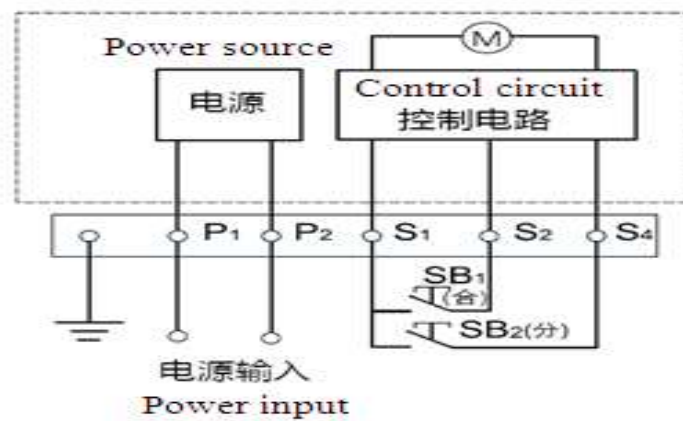 Power source
电源
M
Control circuit
控制电路
P1 P2 S1 S2 S4
SB1
(合)
SB2(分)
电源输入
Power input